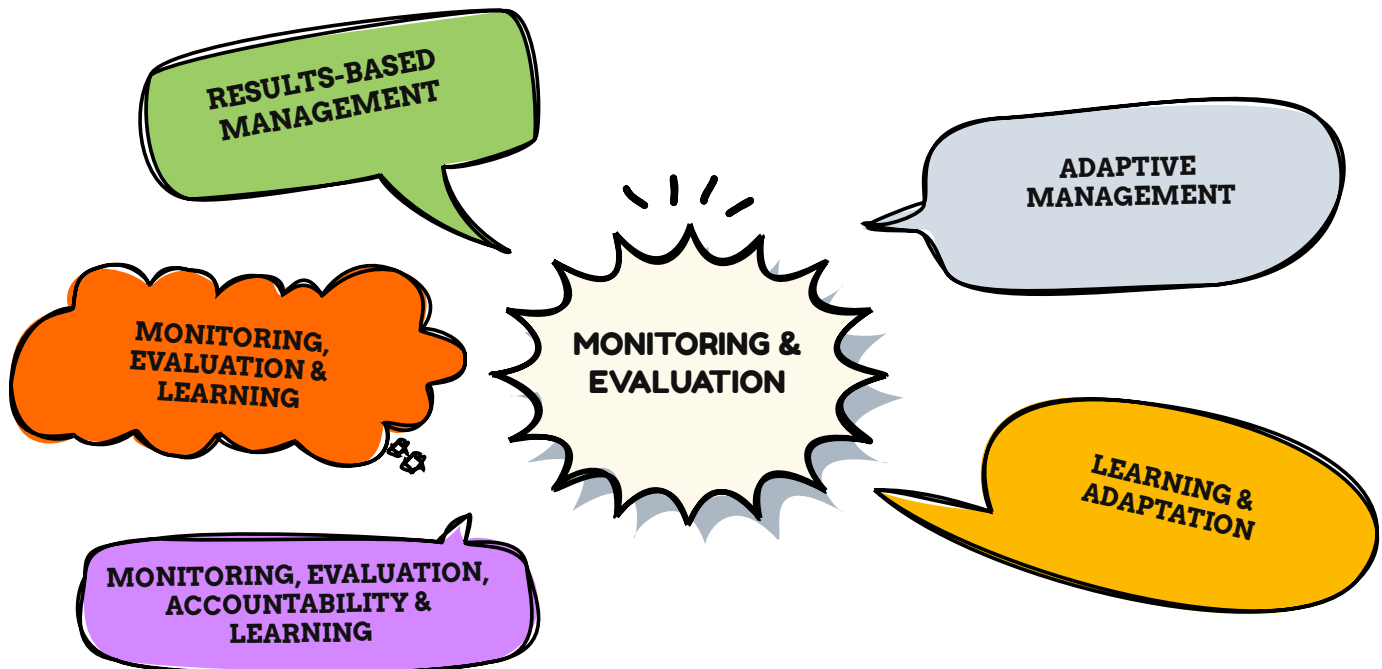 RESULTS-BASED
MANAGEMENT
ADAPTIVE
MANAGEMENT
MONITORING,
EVALUATION &
LEARNING
MONITORING &
EVALUATION
LEARNING &
ADAPTATION
MONITORING, EVALUATION,
ACCOUNTABILITY &
LEARNING